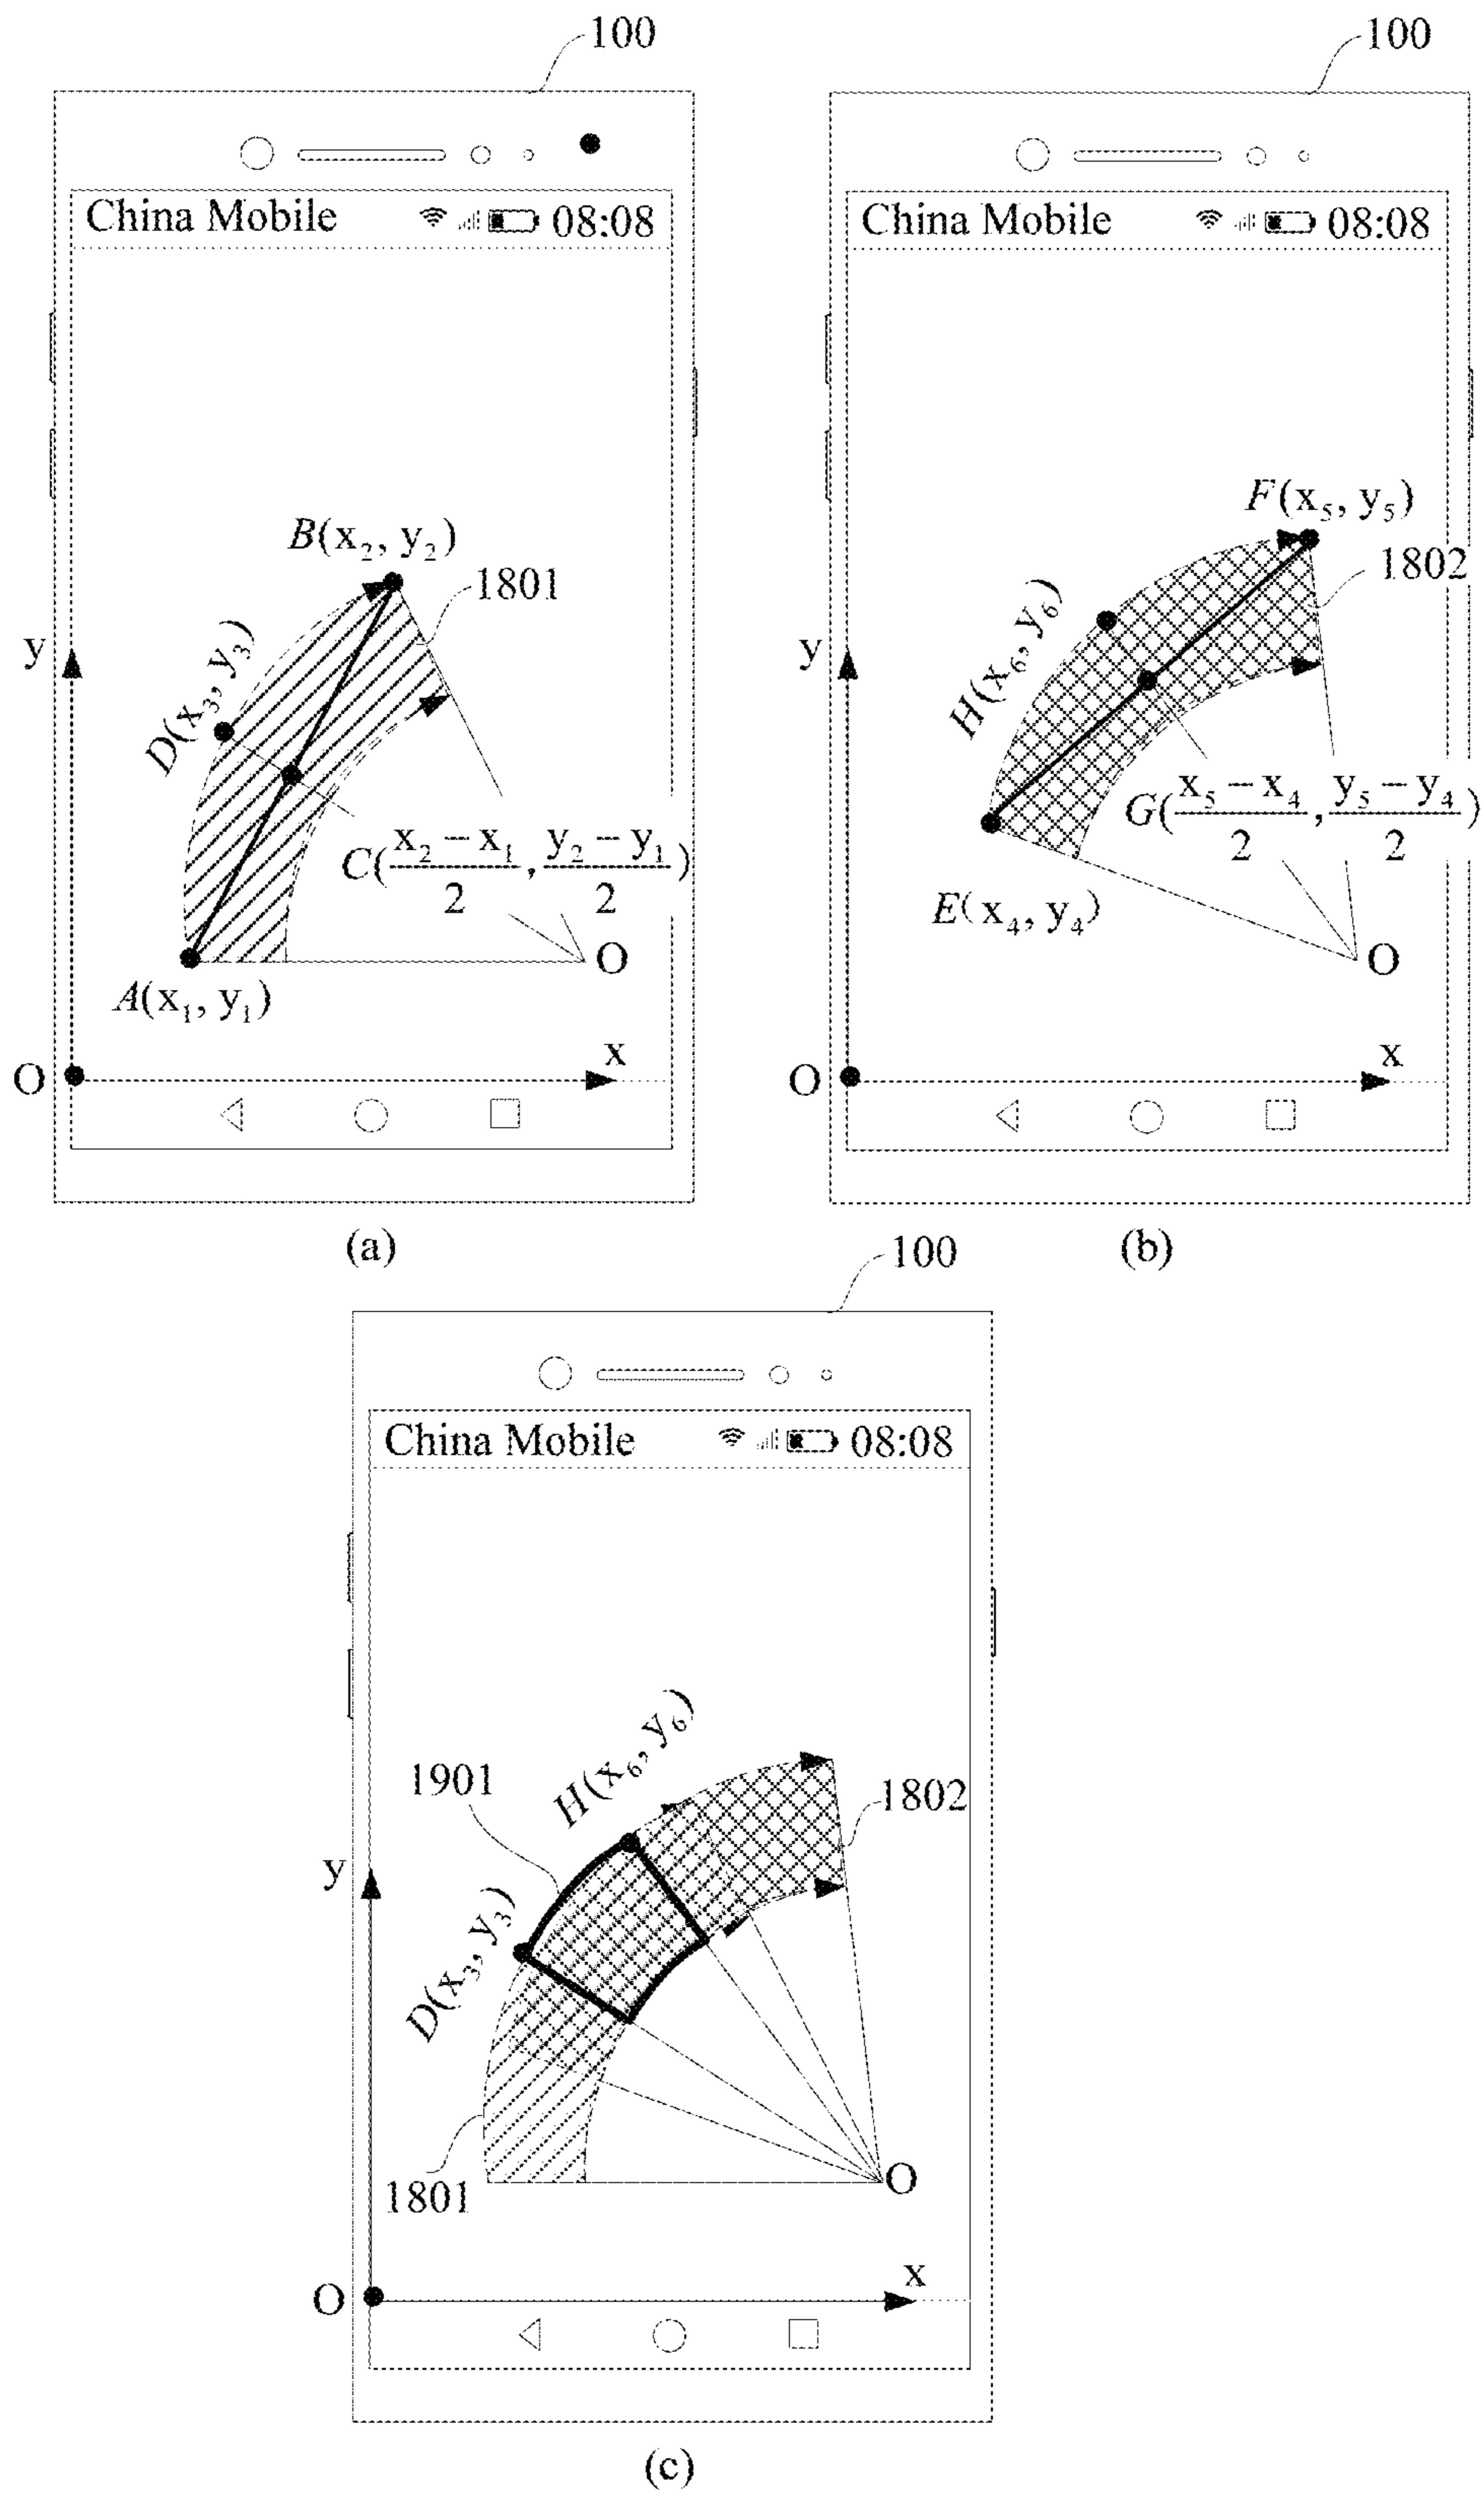 100
100
China Mobile 08:08
China Mobile 08:08
B(x₂, y₂)
1801
D(x₃, y₃)
y
C(x₂ – x₁/2, y₂ – y₁/2)
O
A(x₁, y₁)
x
O
F(x₅, y₅)
1802
H(x₆, y₆)
y
G(x₅ – x₄/2, y₅ – y₄/2)
E(x₄, y₄)
O
x
O
(a)
(b)
100
China Mobile 08:08
H(x₆, y₆)
1901
1802
y
D(x₃, y₃)
1801
O
x
O
(c)